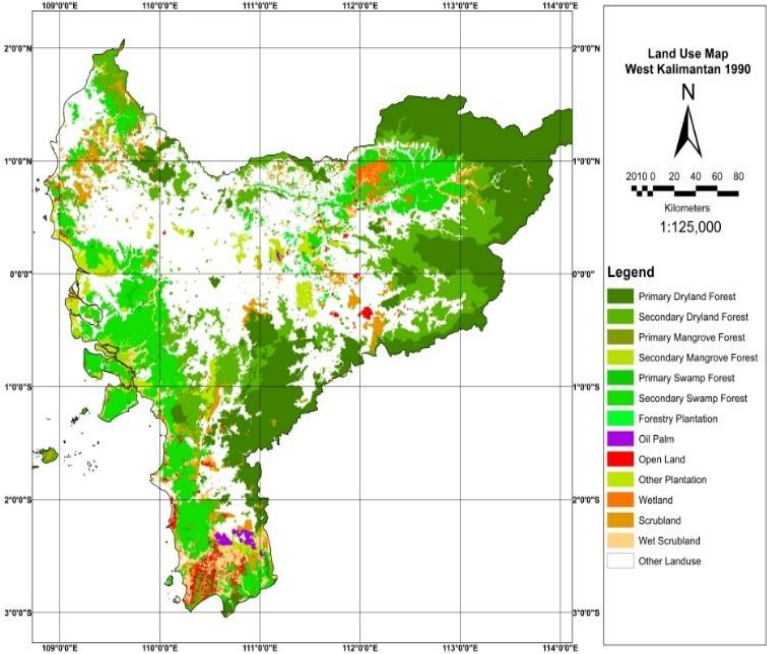 109°0'0"E 110°0'0"E 111°0'0"E 112°0'0"E 113°0'0"E 114°0'0"E
2°0'0"N 2°0'0"N
1°0'0"N 1°0'0"N
0°0'0" 0°0'0"
1°0'0"S 1°0'0"S
2°0'0"S 2°0'0"S
3°0'0"S 3°0'0"S
109°0'0"E 110°0'0"E 111°0'0"E 112°0'0"E 113°0'0"E 114°0'0"E
Land Use Map
West Kalimantan 1990
N
2010 0 20 40 60 80
Kilometers
1:125,000
Legend
Primary Dryland Forest
Secondary Dryland Forest
Primary Mangrove Forest
Secondary Mangrove Forest
Primary Swamp Forest
Secondary Swamp Forest
Forestry Plantation
Oil Palm
Open Land
Other Plantation
Wetland
Scrubland
Wet Scrubland
Other Landuse